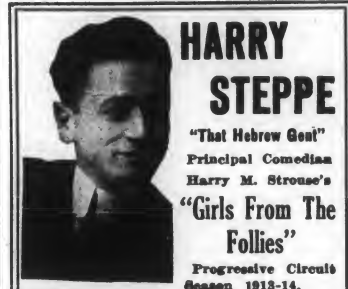 HARRY
STEPPE
"That Hebrew Gent"
Principal Comedian
Harry M. Strouse's
"Girls From The
Follies"
Progressive Circuit
Season 1913-14.